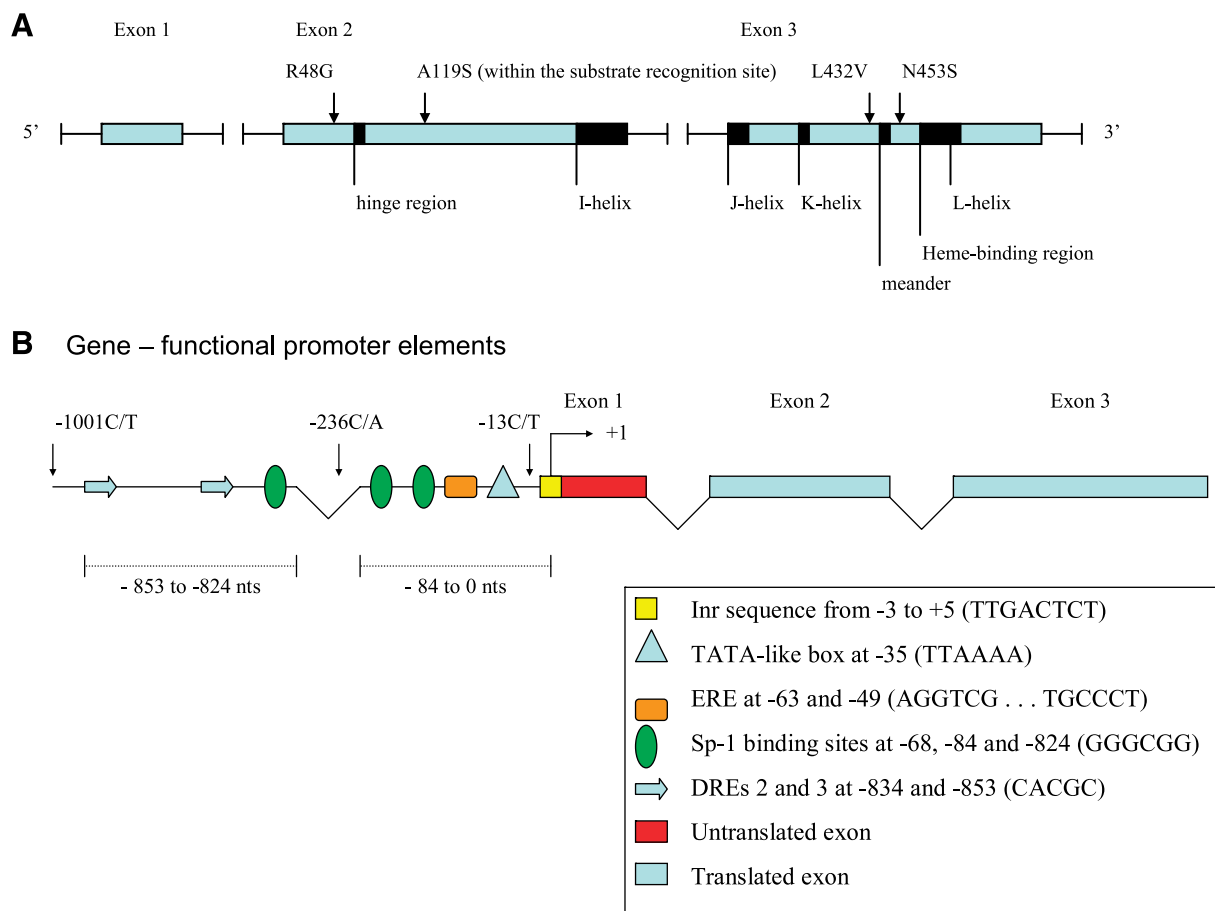 A
Exon 1
Exon 2
Exon 3
R48G
A119S (within the substrate recognition site)
L432V
N453S
5’
3’
hinge region
I-helix
J-helix
K-helix
L-helix
Heme-binding region
meander
B Gene – functional promoter elements
Exon 1
Exon 2
Exon 3
-1001C/T
-236C/A
-13C/T
+1
- 853 to -824 nts
- 84 to 0 nts
Inr sequence from -3 to +5 (TTGACTCT)
TATA-like box at -35 (TTAAAA)
ERE at -63 and -49 (AGGTCG . . . TGCCCT)
Sp-1 binding sites at -68, -84 and -824 (GGGCGG)
DREs 2 and 3 at -834 and -853 (CACGC)
Untranslated exon
Translated exon